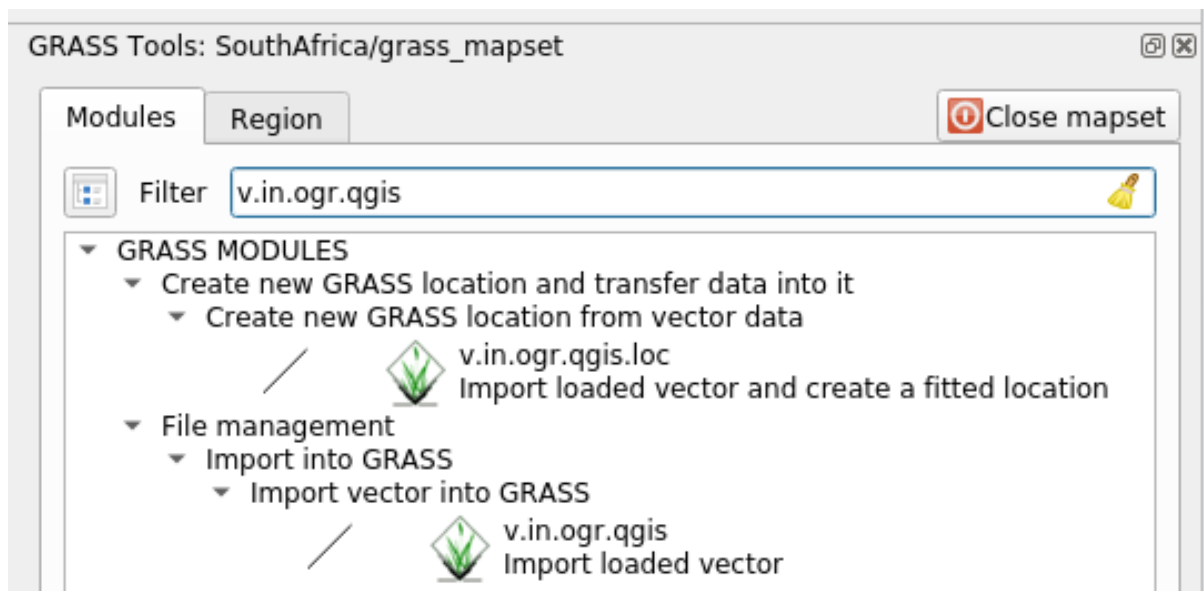 GRASS Tools: SouthAfrica/grass_mapset
Modules
Region
Close mapset
Filter
v.in.ogr.qgis
GRASS MODULES
Create new GRASS location and transfer data into it
Create new GRASS location from vector data
v.in.ogr.qgis.loc
Import loaded vector and create a fitted location
File management
Import into GRASS
Import vector into GRASS
v.in.ogr.qgis
Import loaded vector